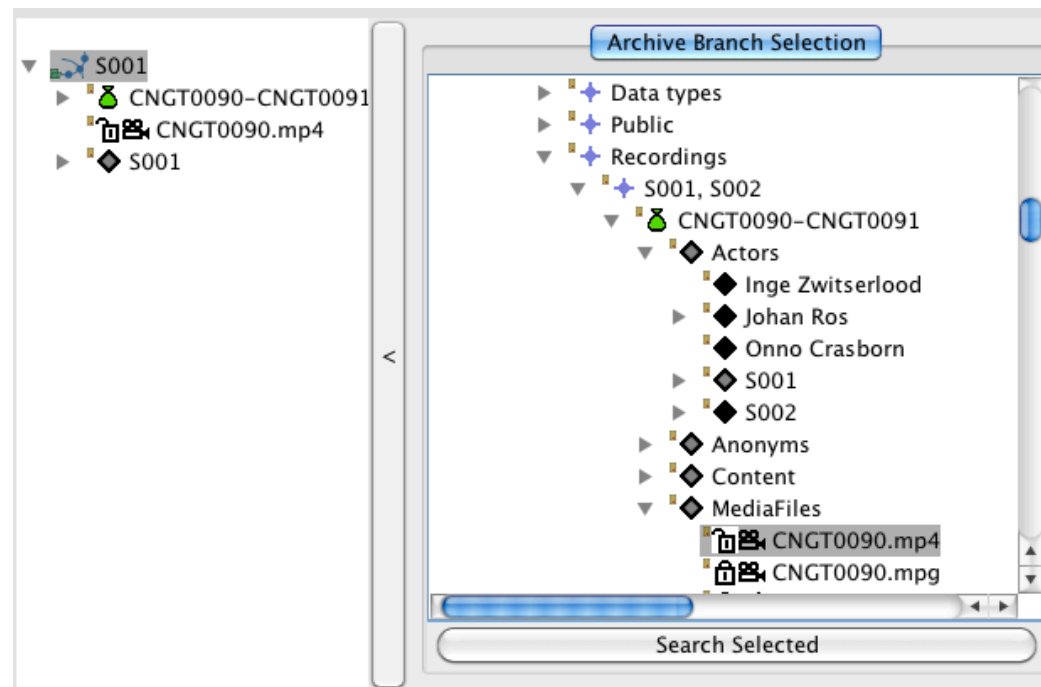 S001
CNGT0090-CNGT0091
CNGT0090.mp4
S001
<
Archive Branch Selection
Data types
Public
Recordings
S001, S002
CNGT0090-CNGT0091
Actors
Inge Zwitserlood
Johan Ros
Onno Crasborn
S001
S002
Anonyms
Content
MediaFiles
CNGT0090.mp4
CNGT0090.mpg
Search Selected